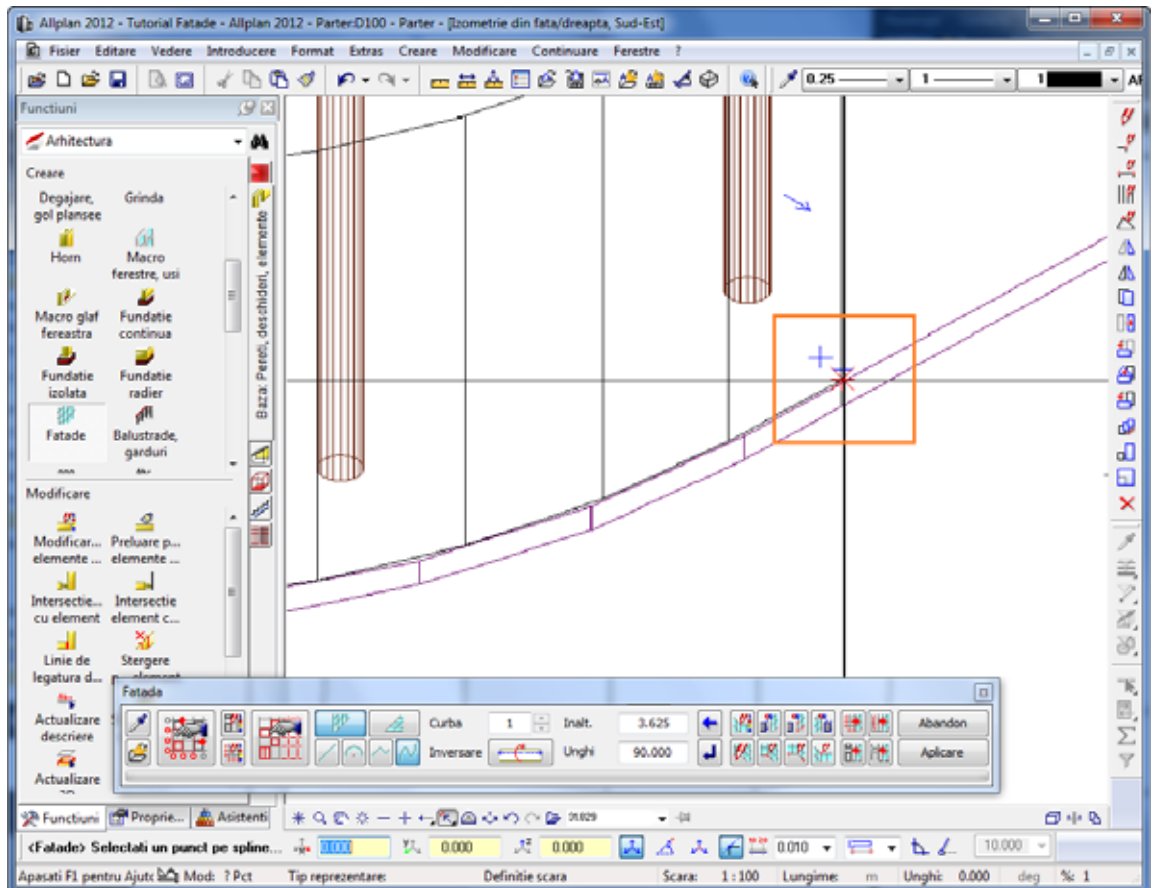 Allplan 2012 - Tutorial Fatade - Allplan 2012 - Parter:D100 - Parter - [Izometrie din fata/dreapta, Sud-Est]
Fisier Editare Vedere Introducere Format Extras Creare Modificare Continuare Ferestre ?
0.25 1 1
Functiuni
Arhitectura
Creare
Degajare, gol plansee
Grinda
Horn
Macro ferestre, usi
Macro glaf fereastra
Fundatie continua
Fundatie izolata
Fundatie radier
Fatade
Balustrade, garduri
Baza: Pereti, deschideri, elemente
Modificare
Modificar... elemente ...
Preluare p... elemente ...
Intersectie... cu element
Intersectie element c...
Linie de legatura d...
Stergere
Actualizare descriere
Actualizare
Fatada
Curba 1 Inalt. 3.625 Abandon
Inversare Unghi 90.000 Aplicare
Functiuni Proprie... Asistenti
<Fatade> Selectati un punct pe spline... 0.000 0.000 0.000 0.010 10.000
Apasati F1 pentru Ajuto Mod: ? Pct Tip reprezentare: Definitie scara Scara: 1 : 100 Lungime: m Unghi: 0.000 deg %: 1